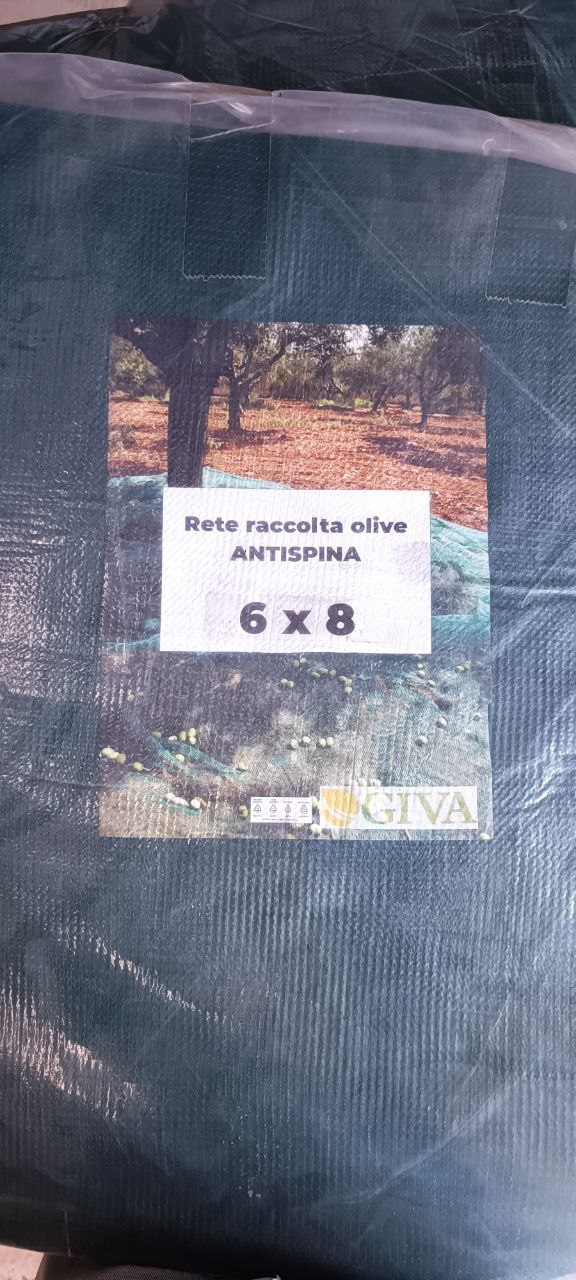 Rete raccolta olive
ANTISPINA
6 x 8
GIVA